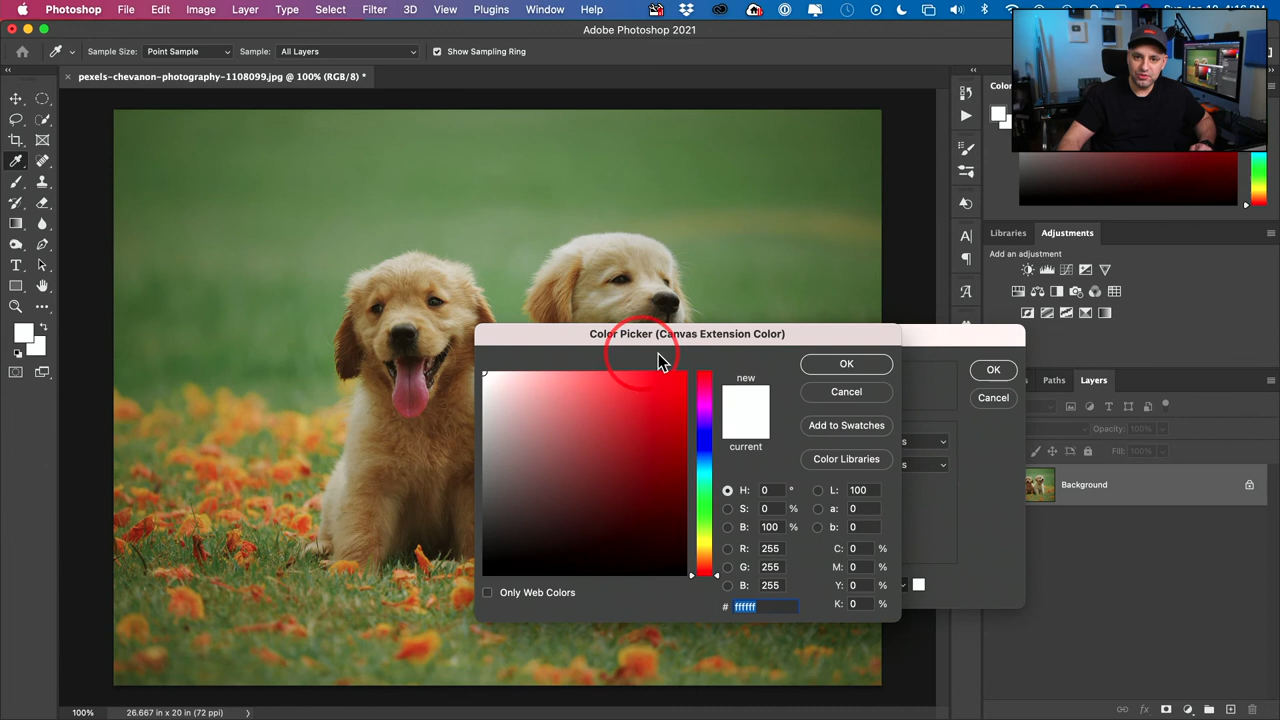 Photoshop File Edit Image Layer Type Select Filter 3D View Plugins Window Help
Adobe Photoshop 2021
Sample Size: Point Sample Sample: All Layers Show Sampling Ring
× pexels-chevanon-photography-1108099.jpg @ 100% (RGB/8) *
Color
Libraries Adjustments
Add an adjustment
Color Picker (Canvas Extension Color)
OK
Cancel
Add to Swatches
Color Libraries
new
current
H: 0 °
S: 0 %
B: 100 %
R: 255
G: 255
B: 255
# ffffff
L: 100
a: 0
b: 0
C: 0 %
M: 0 %
Y: 0 %
K: 0 %
Only Web Colors
OK
Cancel
s
s
Paths Layers
Opacity: 100%
Fill: 100%
Background
100% 26.667 in x 20 in (72 ppi)